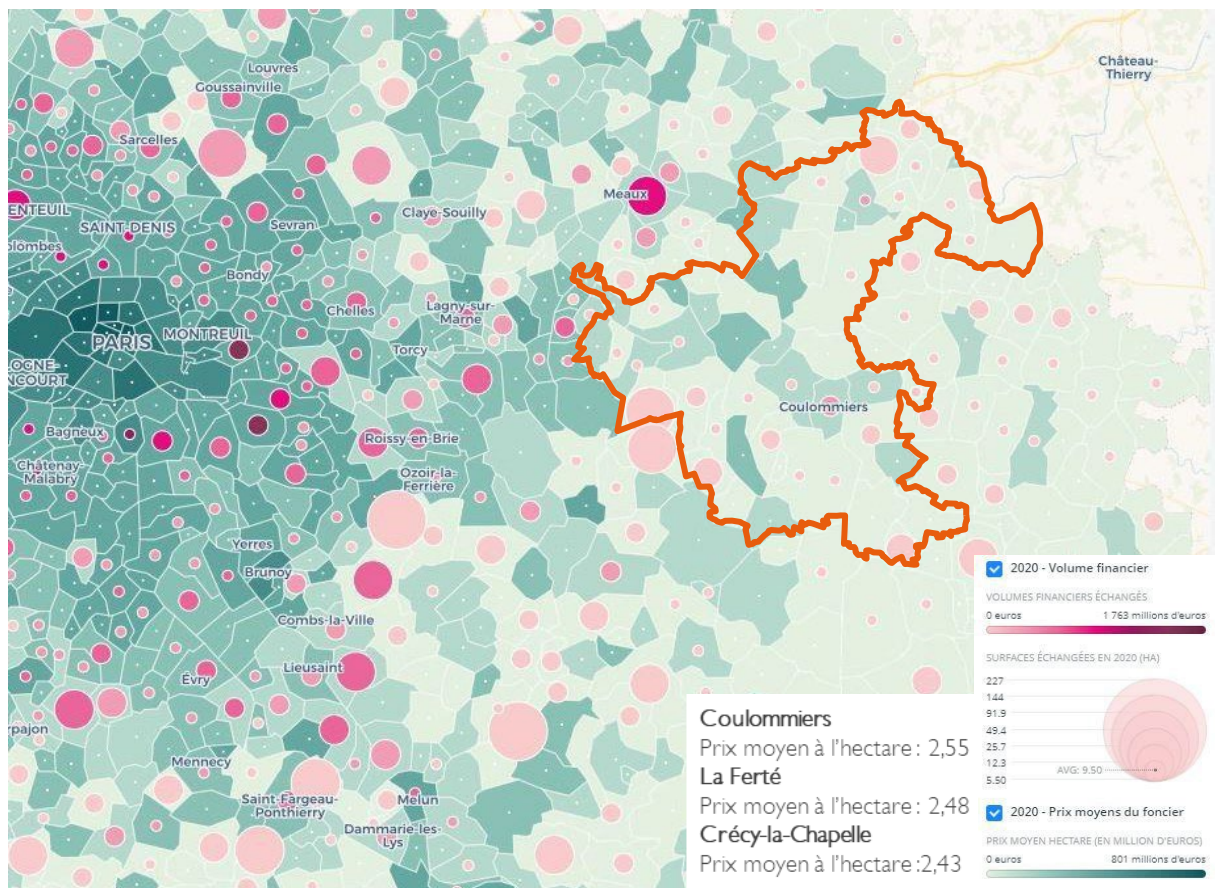 Château-
Thierry
Louvres
Goussainville
Sarcelles
Meaux
Claye-Souilly
ENTEUIL
SAINT-DENIS
olombes
Sevran
Bondy
Chelles
Lagny-sur-
Marne
PARIS
MONTREUIL
Torcy
OGNE-
NCOURT
Coulommiers
Bagneux
Roissy-en-Brie
Châtenay-
Malabry
Ozoir-la-
Ferrière
Yerres
Brunoy
Combs-la-Ville
Lieusaint
Évry
rpajon
Mennecy
Saint-Fargeau-
Ponthierry
Melun
Dammarie-les-
Lys
Coulommiers
Prix moyen à l'hectare : 2,55
La Ferté
Prix moyen à l'hectare : 2,48
Crécy-la-Chapelle
Prix moyen à l'hectare :2,43
2020 - Volume financier
VOLUMES FINANCIERS ÉCHANGÉS
0 euros 1 763 millions d'euros
SURFACES ÉCHANGÉES EN 2020 (HA)
227
144
91.9
49.4
25.7
12.3
5.50
AVG: 9.50
2020 - Prix moyens du foncier
PRIX MOYEN HECTARE (EN MILLION D'EUROS)
0 euros 801 millions d'euros